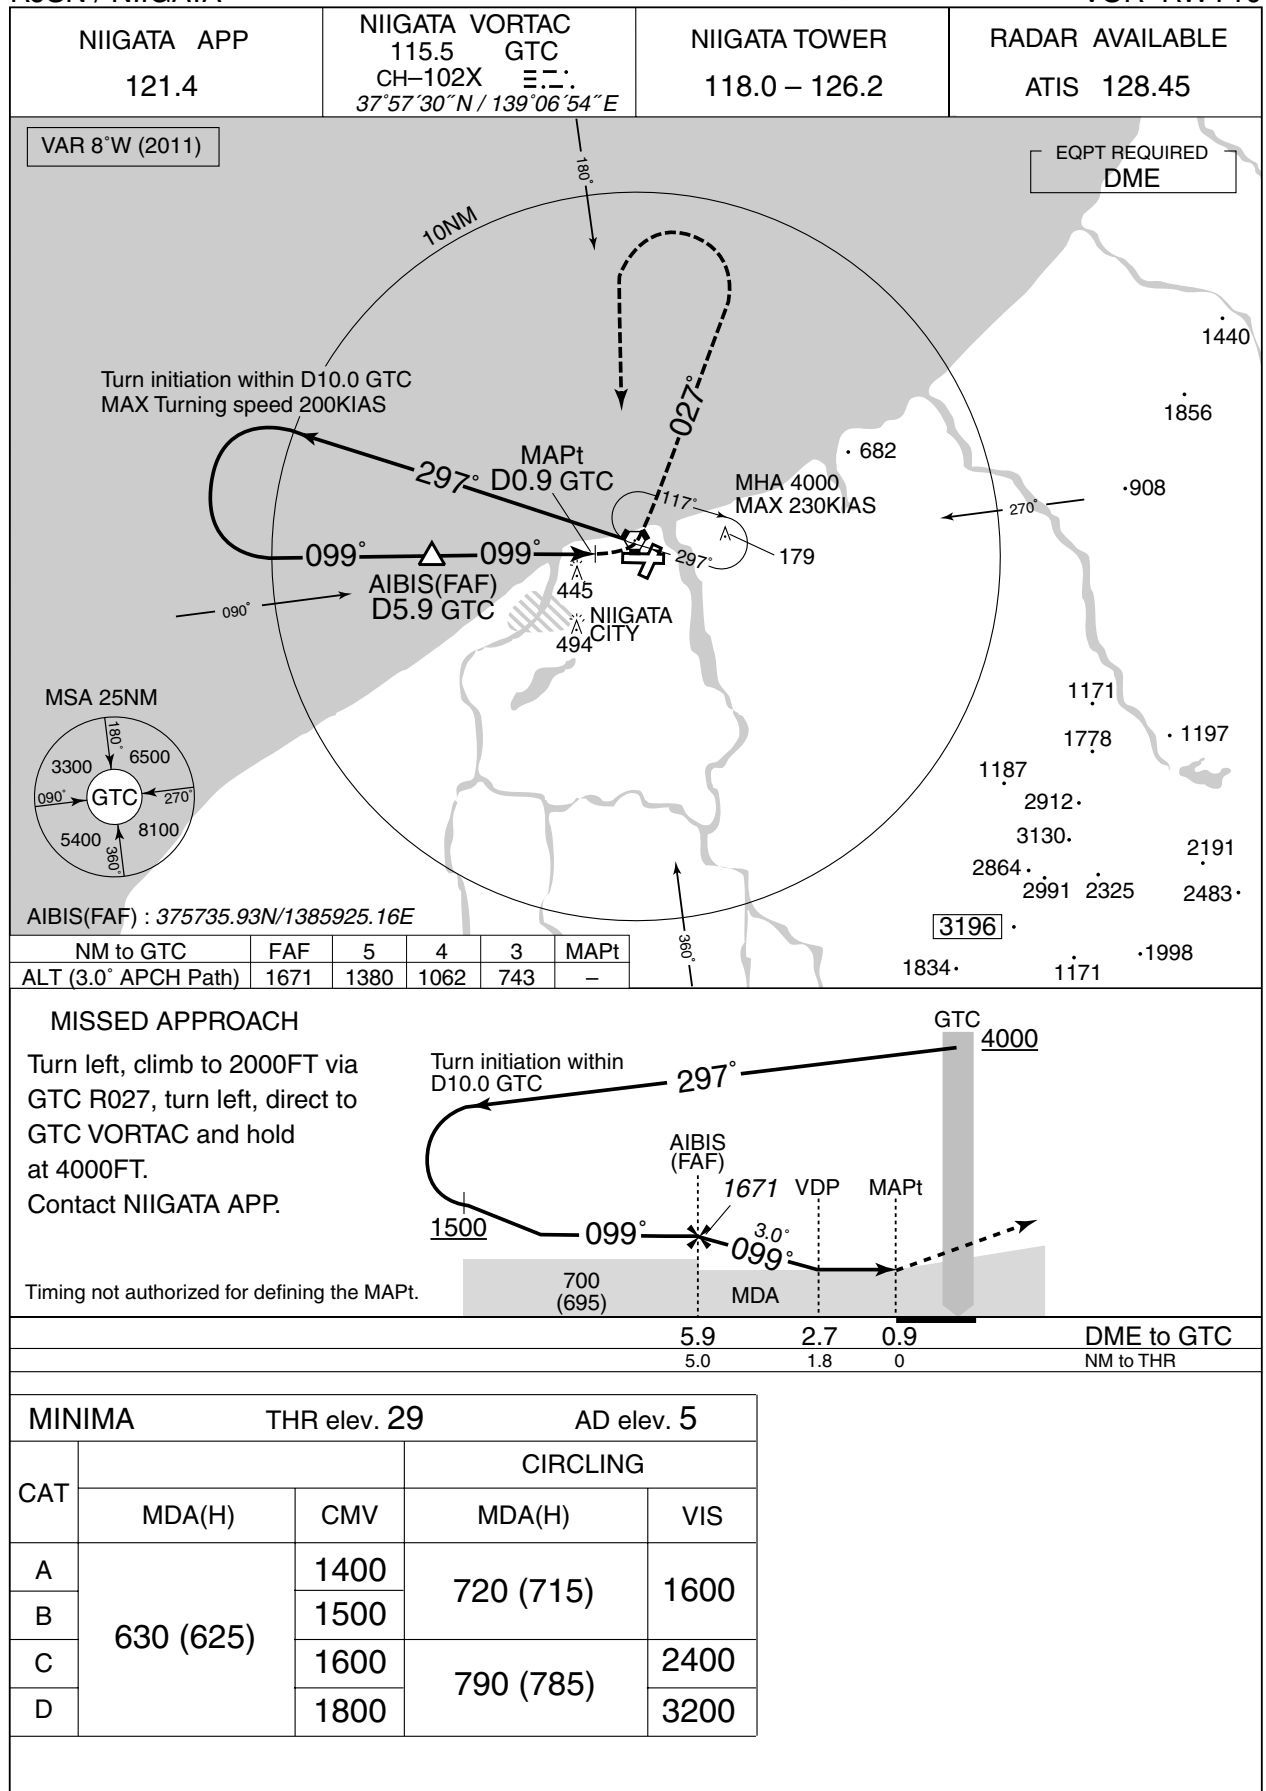 NIIGATA APP
121.4
NIIGATA VORTAC
115.5 GTC
CH–102X
37°57′30″N / 139°06′54″E
NIIGATA TOWER
118.0 – 126.2
RADAR AVAILABLE
ATIS 128.45
VAR 8°W (2011)
EQPT REQUIRED
DME
180°
10NM
1440
Turn initiation within D10.0 GTC
MAX Turning speed 200KIAS
1856
027°
682
MAPt
D0.9 GTC
297°
MHA 4000
MAX 230KIAS
908
117°
270°
297°
179
099°
099°
AIBIS(FAF)
D5.9 GTC
445
090°
NIIGATA
CITY
494
MSA 25NM
180°
3300
6500
090°
GTC
270°
5400
8100
360°
1171
1778
1197
1187
2912
3130
2191
2864
2991
2325
2483
3196
1998
1834
1171
360°
AIBIS(FAF) : 375735.93N/1385925.16E
NM to GTC FAF 5 4 3 MAPt
ALT (3.0° APCH Path) 1671 1380 1062 743 –
MISSED APPROACH
Turn left, climb to 2000FT via
GTC R027, turn left, direct to
GTC VORTAC and hold
at 4000FT.
Contact NIIGATA APP.
Timing not authorized for defining the MAPt.
GTC
4000
Turn initiation within
D10.0 GTC
297°
AIBIS
(FAF)
1671
VDP
MAPt
1500
099°
3.0°
099°
700
(695)
MDA
5.9 2.7 0.9 DME to GTC
5.0 1.8 0 NM to THR
MINIMA THR elev. 29 AD elev. 5
CAT
CIRCLING
MDA(H) CMV MDA(H) VIS
A 1400
B 1500
630 (625)
720 (715) 1600
C 1600 2400
790 (785)
D 1800 3200